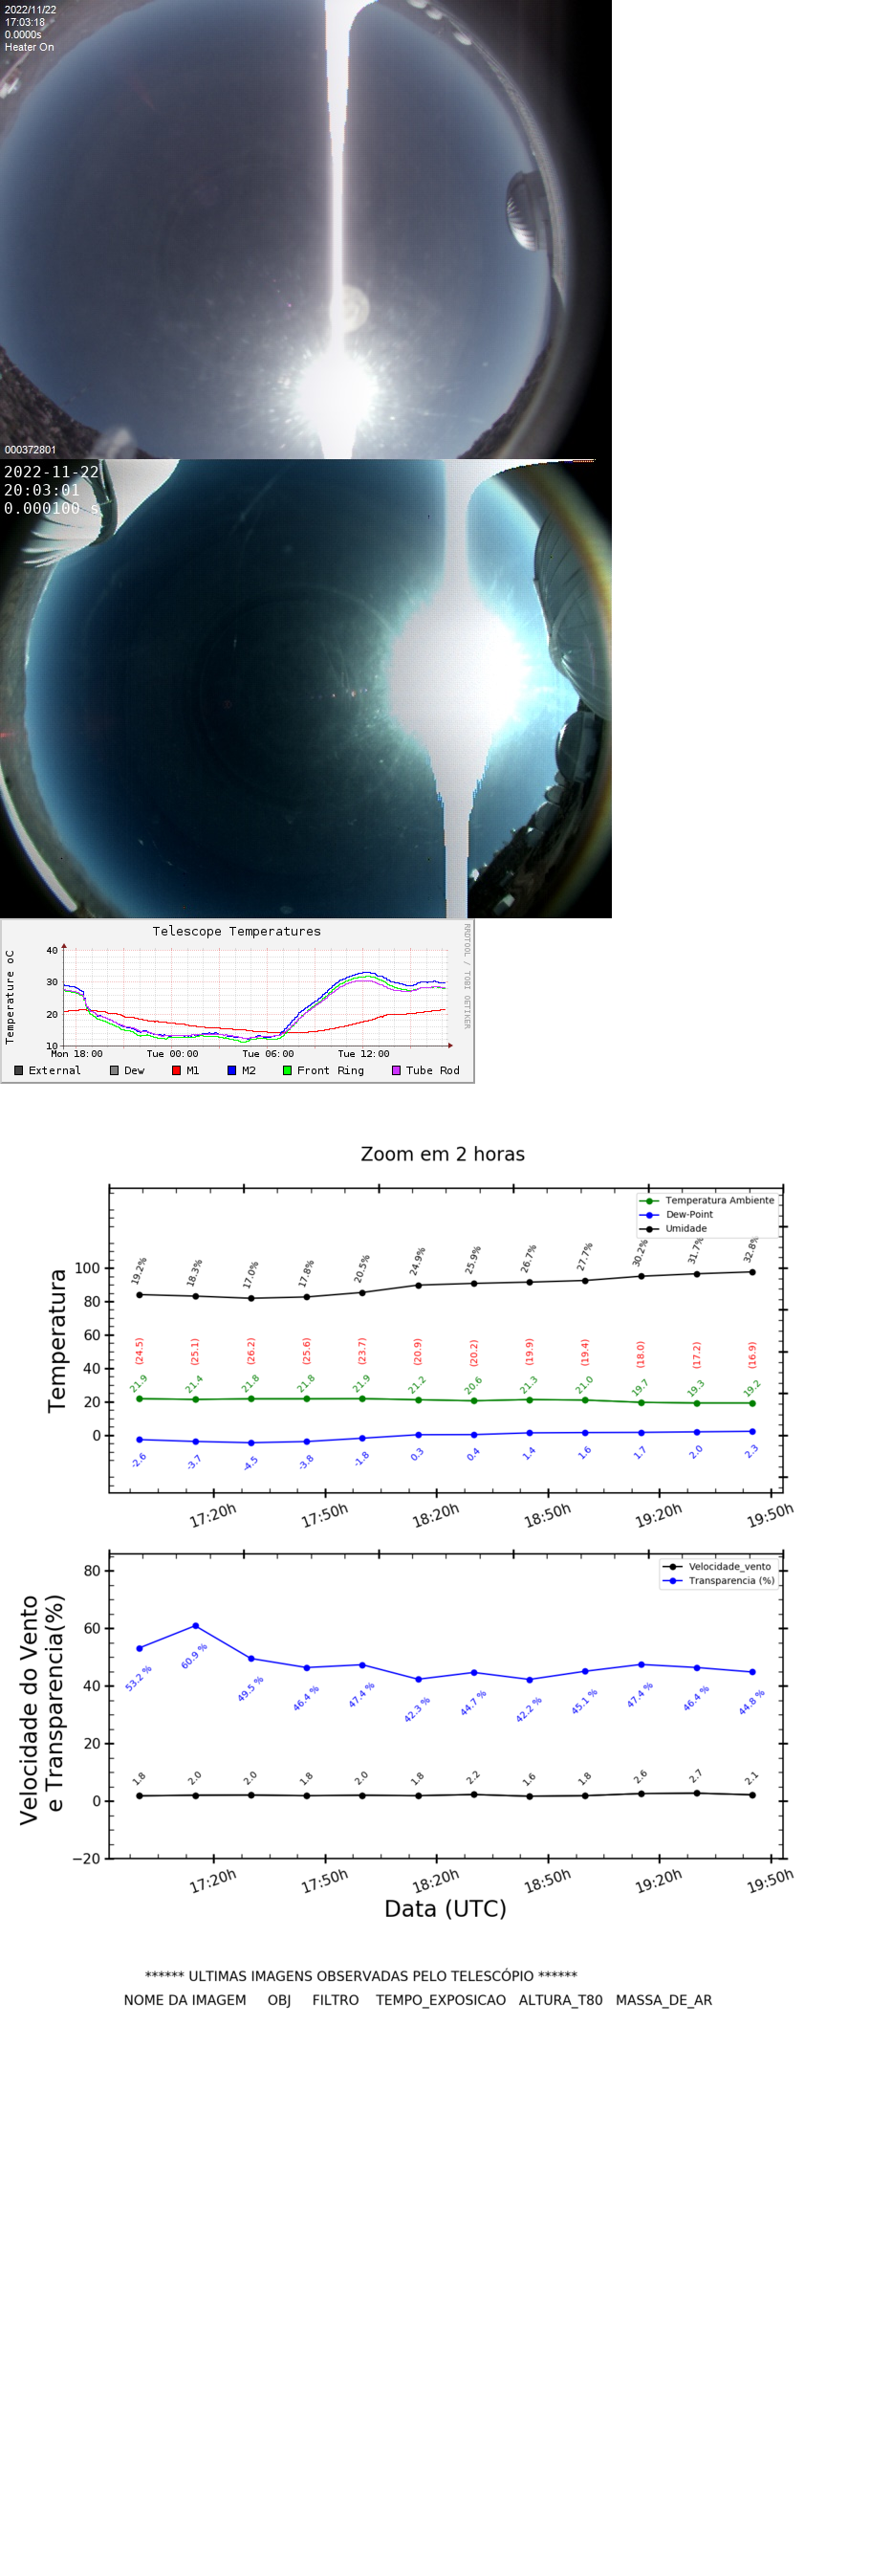 2022/11/22
17:03:18
0.0000s
Heater On
000372801
2022-11-22
20:03:01
0.000100 s
Telescope Temperatures
RRDTOOL / TOBI OETIKER
Temperature oC
40
30
20
10
Mon 18:00 Tue 00:00 Tue 06:00 Tue 12:00
External Dew M1 M2 Front Ring Tube Rod
Zoom em 2 horas
Temperatura Ambiente
Dew-Point
Umidade
Temperatura
100
80
60
40
20
0
19.2% 18.3% 17.0% 17.8% 20.5% 24.9% 25.9% 26.7% 27.7% 30.2% 31.7% 32.8%
(24.5) (25.1) (26.2) (25.6) (23.7) (20.9) (20.2) (19.9) (19.4) (18.0) (17.2) (16.9)
21.9 21.4 21.8 21.8 21.9 21.2 20.6 21.3 21.0 19.7 19.3 19.2
-2.6 -3.7 -4.5 -3.8 -1.8 0.3 0.4 1.4 1.6 1.7 2.0 2.3
17:20h 17:50h 18:20h 18:50h 19:20h 19:50h
Velocidade_vento
Transparencia (%)
Velocidade do Vento
e Transparencia(%)
80
60
40
20
0
−20
53.2 % 60.9 % 49.5 % 46.4 % 47.4 % 42.3 % 44.7 % 42.2 % 45.1 % 47.4 % 46.4 % 44.8 %
1.8 2.0 2.0 1.8 2.0 1.8 2.2 1.6 1.8 2.6 2.7 2.1
17:20h 17:50h 18:20h 18:50h 19:20h 19:50h
Data (UTC)
****** ULTIMAS IMAGENS OBSERVADAS PELO TELESCÓPIO ******
NOME DA IMAGEM OBJ FILTRO TEMPO_EXPOSICAO ALTURA_T80 MASSA_DE_AR